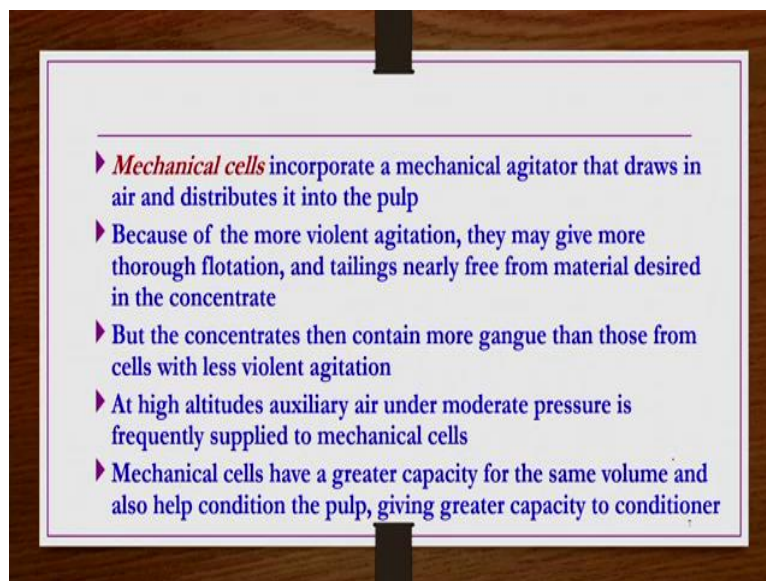 Mechanical cells incorporate a mechanical agitator that draws in
air and distributes it into the pulp
Because of the more violent agitation, they may give more
thorough flotation, and tailings nearly free from material desired
in the concentrate
But the concentrates then contain more gangue than those from
cells with less violent agitation
At high altitudes auxiliary air under moderate pressure is
frequently supplied to mechanical cells
Mechanical cells have a greater capacity for the same volume and
also help condition the pulp, giving greater capacity to conditioner